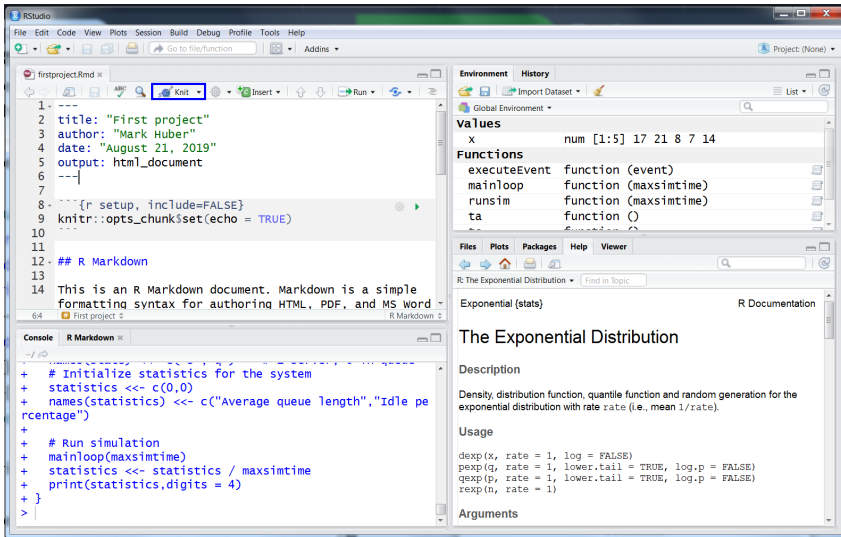 RStudio
File Edit Code View Plots Session Build Debug Profile Tools Help
Go to file/function Addins Project: (None)
firstproject.Rmd
ABC Knit Insert Run
1 ---
2 title: "First project"
3 author: "Mark Huber"
4 date: "August 21, 2019"
5 output: html_document
6 ---
7
8 ```{r setup, include=FALSE}
9 knitr::opts_chunk$set(echo = TRUE)
10 ```
11
12 ## R Markdown
13
14 This is an R Markdown document. Markdown is a simple
formatting syntax for authoring HTML, PDF, and MS Word
6:4 First project R Markdown
Console R Markdown
~/
+ # Initialize statistics for the system
+ statistics <<- c(0,0)
+ names(statistics) <<- c("Average queue length","Idle pe
rcentage")
+
+ # Run simulation
+ mainloop(maxsimtime)
+ statistics <<- statistics / maxsimtime
+ print(statistics,digits = 4)
+ }
>
Environment History
Import Dataset List
Global Environment
Values
x num [1:5] 17 21 8 7 14
Functions
executeEvent function (event)
mainloop function (maxsimtime)
runsim function (maxsimtime)
ta function ()
Files Plots Packages Help Viewer
R: The Exponential Distribution Find in Topic
Exponential {stats} R Documentation
The Exponential Distribution
Description
Density, distribution function, quantile function and random generation for the
exponential distribution with rate rate (i.e., mean 1/rate).
Usage
dexp(x, rate = 1, log = FALSE)
pexp(q, rate = 1, lower.tail = TRUE, log.p = FALSE)
qexp(p, rate = 1, lower.tail = TRUE, log.p = FALSE)
rexp(n, rate = 1)
Arguments